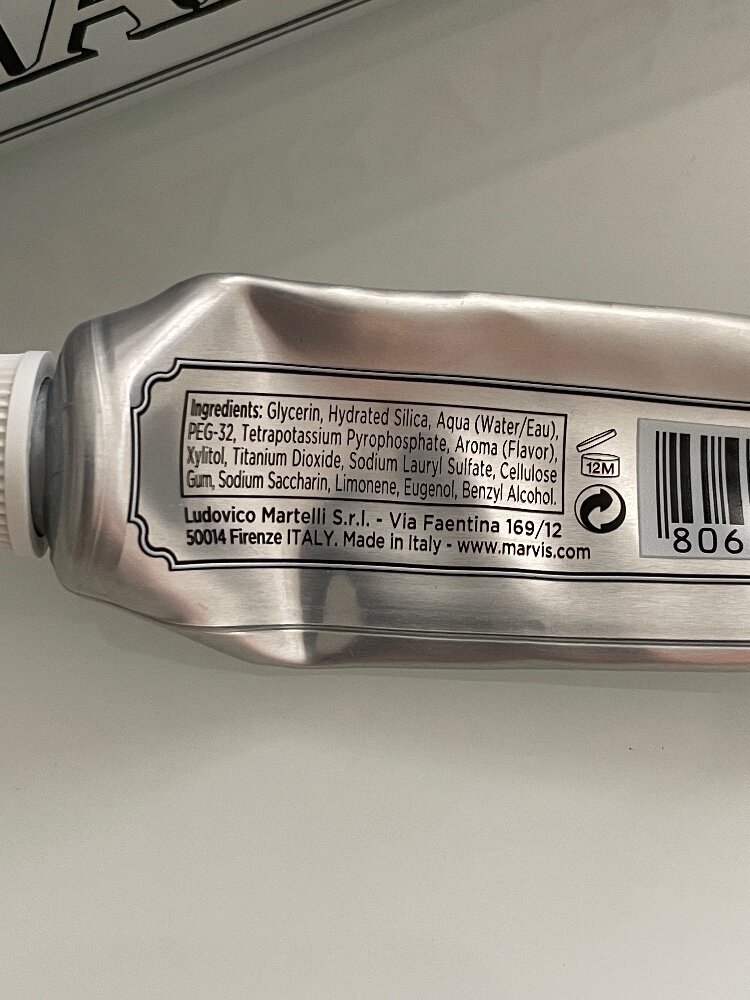 Ingredients: Glycerin, Hydrated Silica, Aqua (Water/Eau),
PEG-32, Tetrapotassium Pyrophosphate, Aroma (Flavor),
Xylitol, Titanium Dioxide, Sodium Lauryl Sulfate, Cellulose
Gum, Sodium Saccharin, Limonene, Eugenol, Benzyl Alcohol.
12M
Ludovico Martelli S.r.l. - Via Faentina 169/12
50014 Firenze ITALY. Made in Italy - www.marvis.com
806